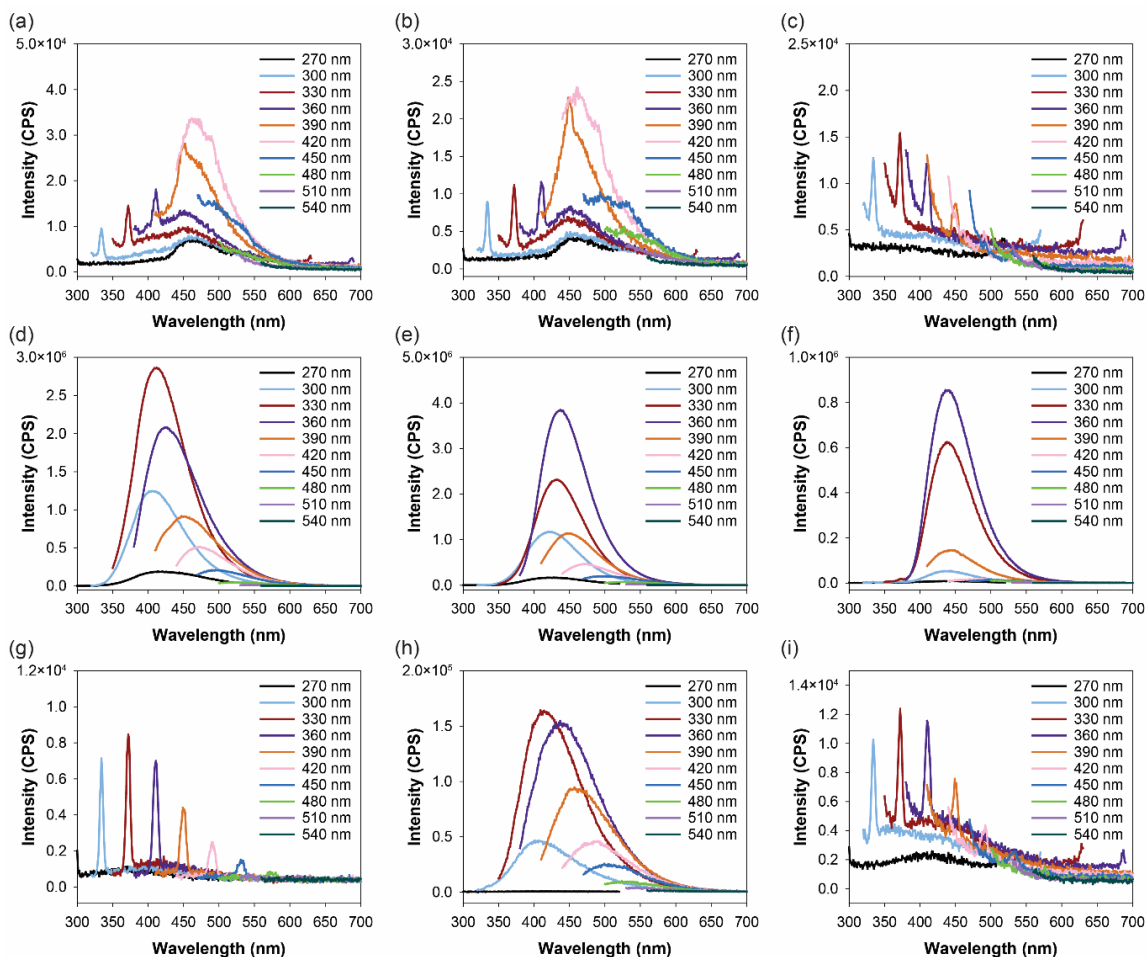 (a)
5.0×10⁴
4.0
3.0
2.0
1.0
0.0
Intensity (CPS)
270 nm
300 nm
330 nm
360 nm
390 nm
420 nm
450 nm
480 nm
510 nm
540 nm
300 350 400 450 500 550 600 650 700
Wavelength (nm)
(b)
3.0×10⁴
2.5
2.0
1.5
1.0
0.5
0.0
Intensity (CPS)
270 nm
300 nm
330 nm
360 nm
390 nm
420 nm
450 nm
480 nm
510 nm
540 nm
300 350 400 450 500 550 600 650 700
Wavelength (nm)
(c)
2.5×10⁴
2.0
1.5
1.0
0.5
0.0
Intensity (CPS)
270 nm
300 nm
330 nm
360 nm
390 nm
420 nm
450 nm
480 nm
510 nm
540 nm
300 350 400 450 500 550 600 650 700
Wavelength (nm)
(d)
3.0×10⁶
2.5
2.0
1.5
1.0
0.5
0.0
Intensity (CPS)
270 nm
300 nm
330 nm
360 nm
390 nm
420 nm
450 nm
480 nm
510 nm
540 nm
300 350 400 450 500 550 600 650 700
Wavelength (nm)
(e)
5.0×10⁶
4.0
3.0
2.0
1.0
0.0
Intensity (CPS)
270 nm
300 nm
330 nm
360 nm
390 nm
420 nm
450 nm
480 nm
510 nm
540 nm
300 350 400 450 500 550 600 650 700
Wavelength (nm)
(f)
1.0×10⁶
0.8
0.6
0.4
0.2
0.0
Intensity (CPS)
270 nm
300 nm
330 nm
360 nm
390 nm
420 nm
450 nm
480 nm
510 nm
540 nm
300 350 400 450 500 550 600 650 700
Wavelength (nm)
(g)
1.2×10⁴
1.0
0.8
0.6
0.4
0.2
0.0
Intensity (CPS)
270 nm
300 nm
330 nm
360 nm
390 nm
420 nm
450 nm
480 nm
510 nm
540 nm
300 350 400 450 500 550 600 650 700
Wavelength (nm)
(h)
2.0×10⁵
1.5
1.0
0.5
0.0
Intensity (CPS)
270 nm
300 nm
330 nm
360 nm
390 nm
420 nm
450 nm
480 nm
510 nm
540 nm
300 350 400 450 500 550 600 650 700
Wavelength (nm)
(i)
1.4×10⁴
1.2
1.0
0.8
0.6
0.4
0.2
0.0
Intensity (CPS)
270 nm
300 nm
330 nm
360 nm
390 nm
420 nm
450 nm
480 nm
510 nm
540 nm
300 350 400 450 500 550 600 650 700
Wavelength (nm)